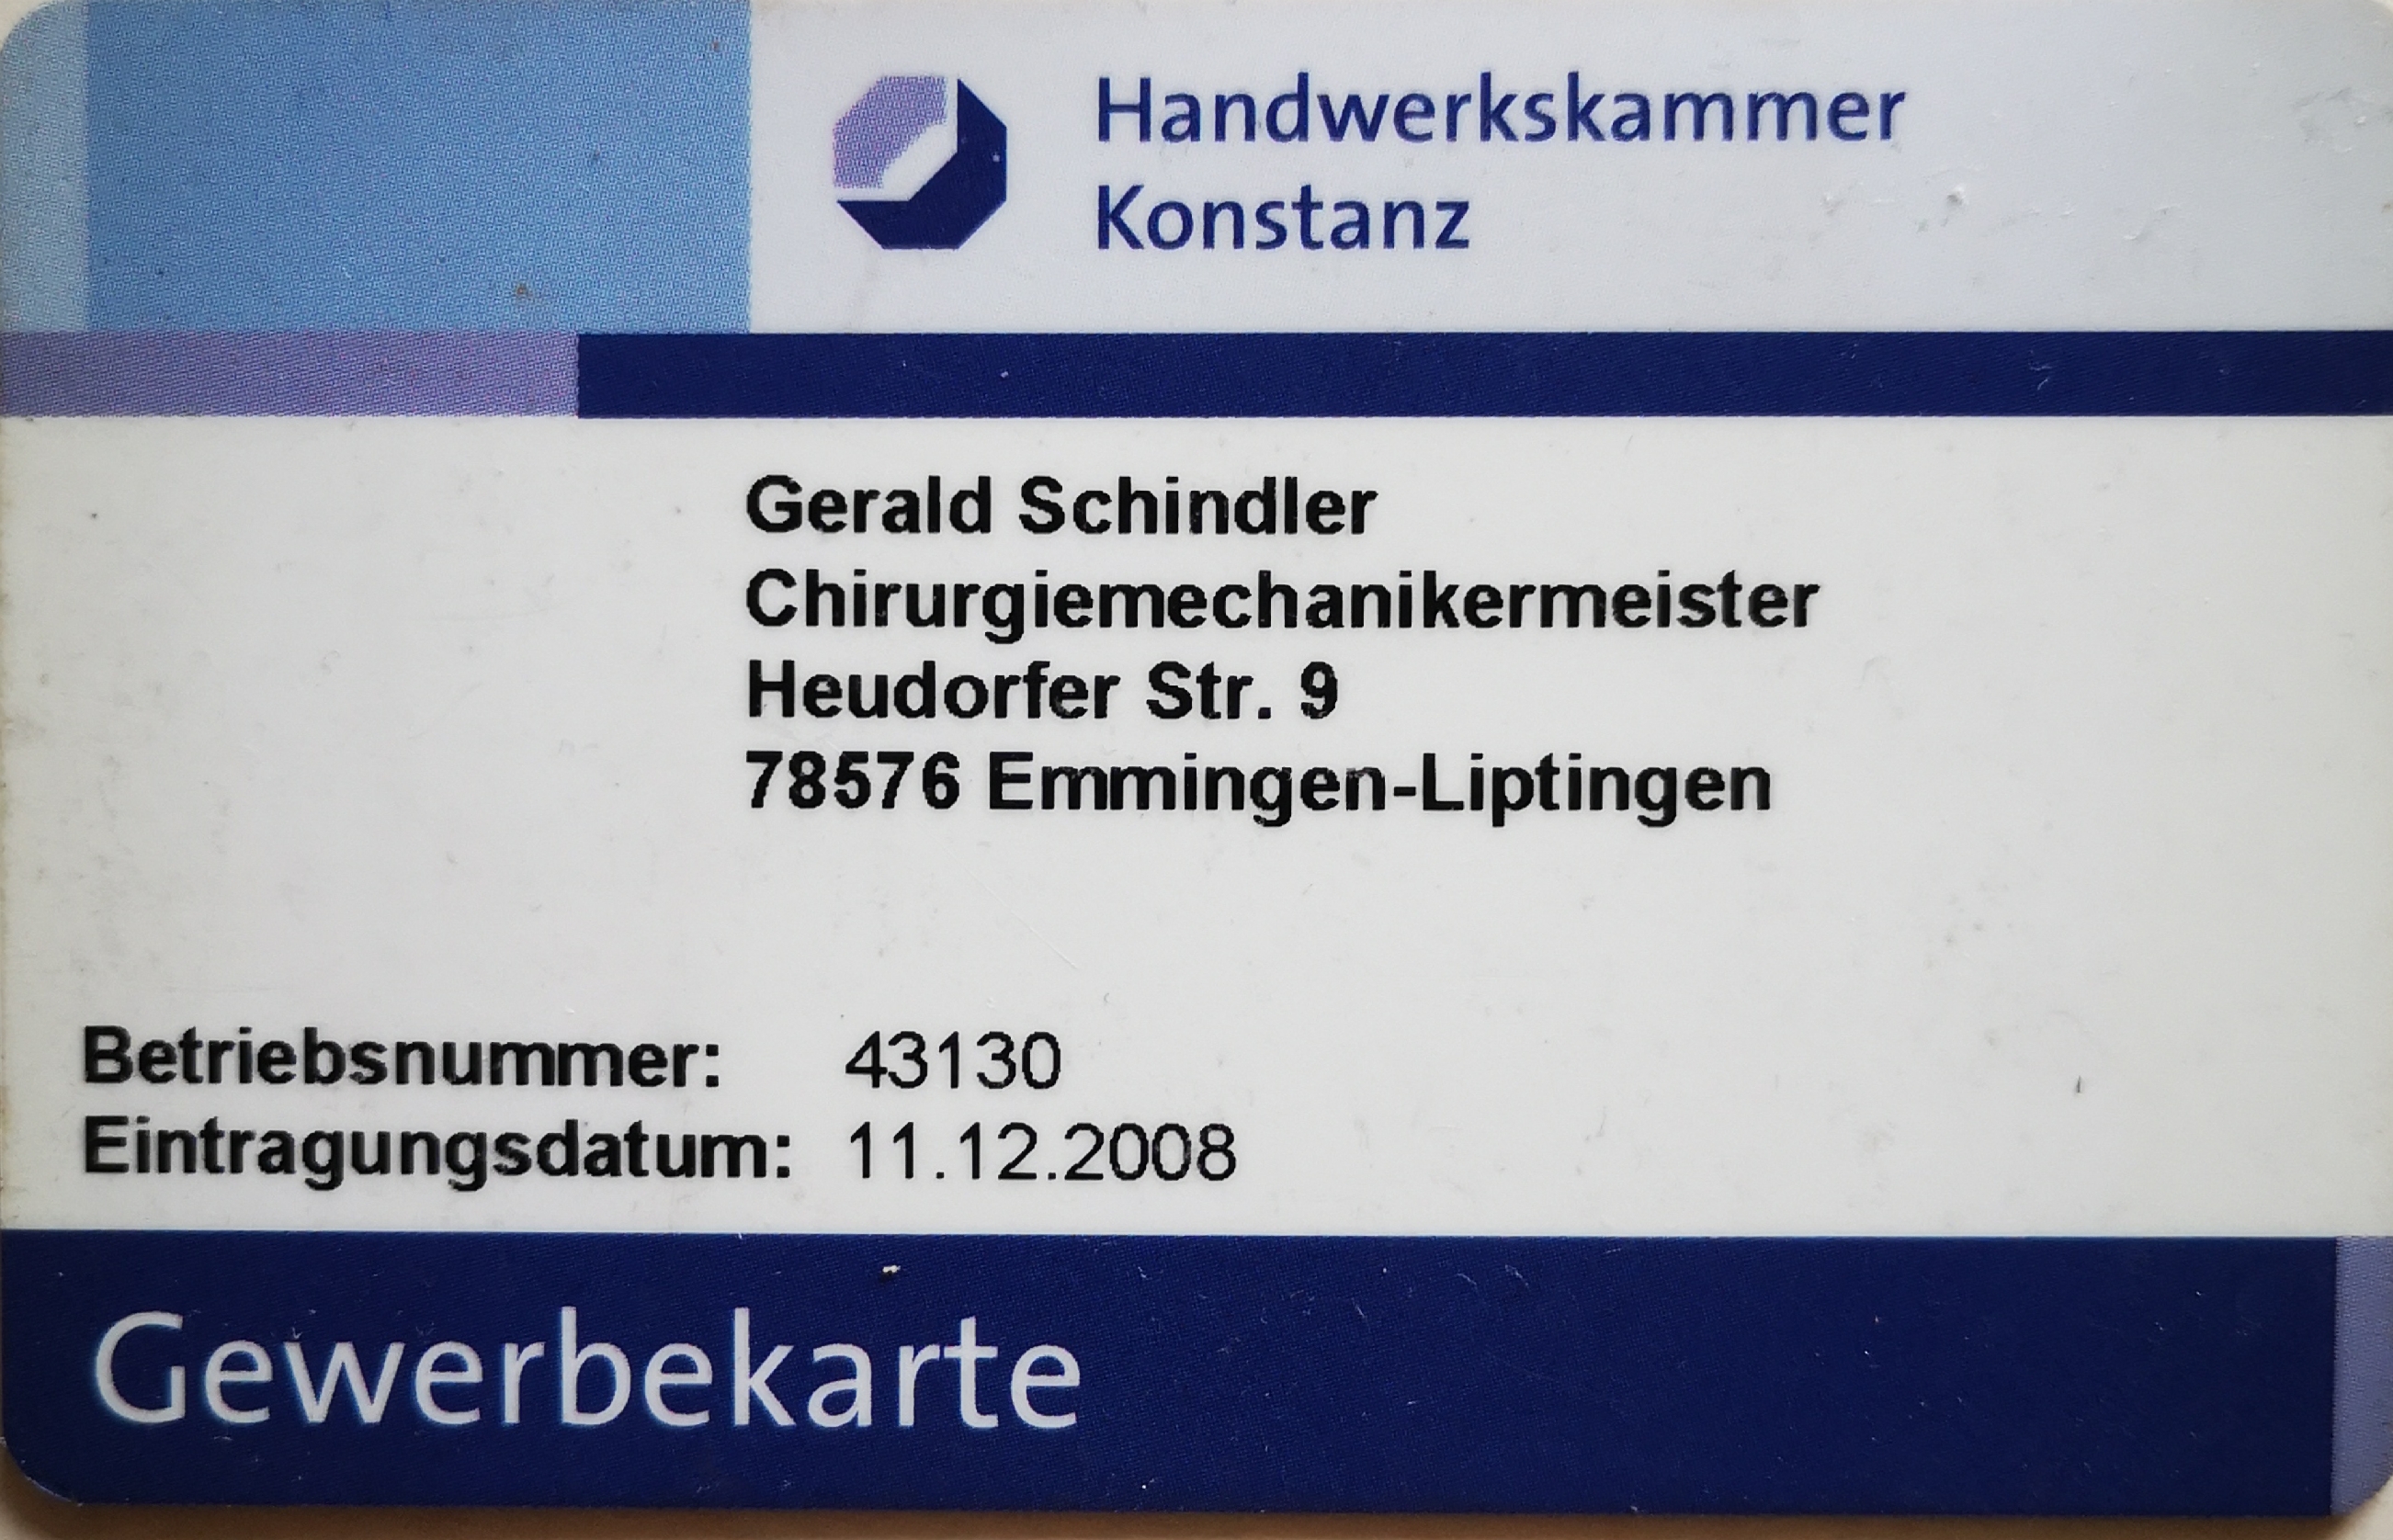 Handwerkskammer
Konstanz
Gerald Schindler
Chirurgiemechanikermeister
Heudorfer Str. 9
78576 Emmingen-Liptingen
Betriebsnummer: 43130
Eintragungsdatum: 11.12.2008
Gewerbekarte